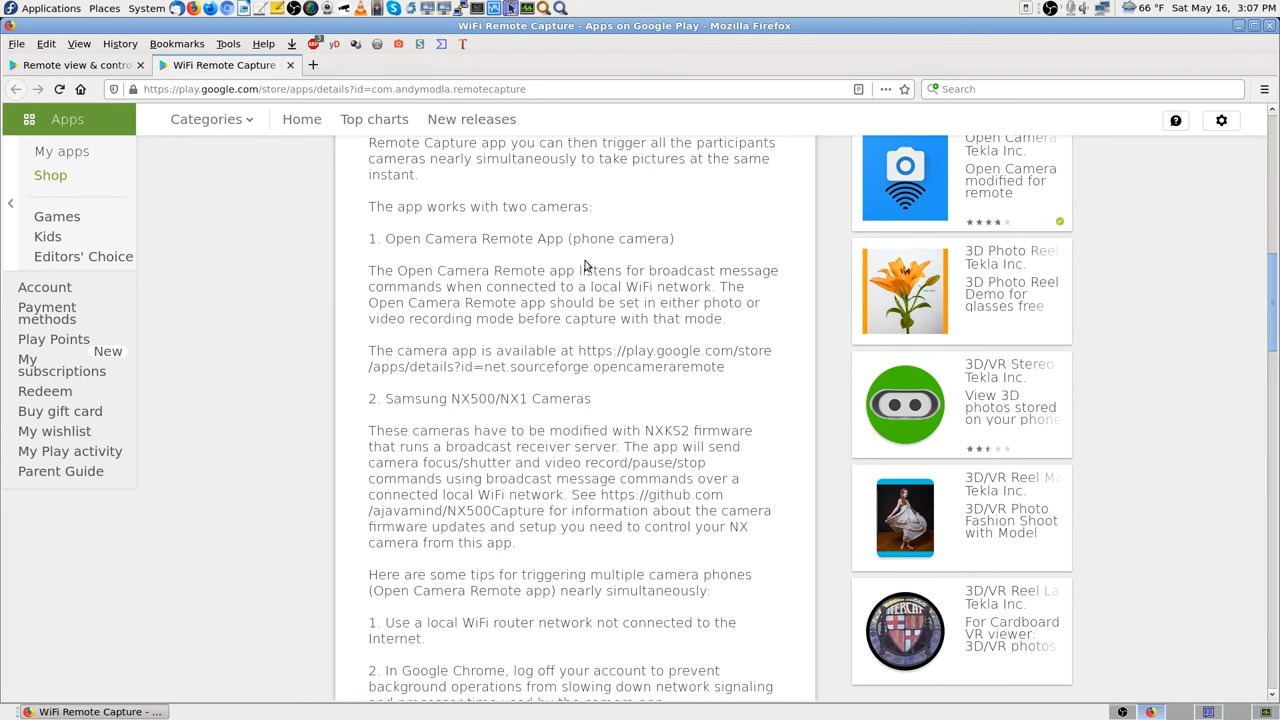 Applications Places System
66 °F Sat May 16, 3:07 PM
WiFi Remote Capture - Apps on Google Play - Mozilla Firefox
File Edit View History Bookmarks Tools Help
Remote view & contro
WiFi Remote Capture -
https://play.google.com/store/apps/details?id=com.andymodla.remotecapture
Search
Apps
Categories Home Top charts New releases
My apps
Shop
Games
Kids
Editors' Choice
Account
Payment
methods
Play Points
My
subscriptions
New
Redeem
Buy gift card
My wishlist
My Play activity
Parent Guide
Remote Capture app you can then trigger all the participants
cameras nearly simultaneously to take pictures at the same
instant.
The app works with two cameras:
1. Open Camera Remote App (phone camera)
The Open Camera Remote app listens for broadcast message
commands when connected to a local WiFi network. The
Open Camera Remote app should be set in either photo or
video recording mode before capture with that mode.
The camera app is available at https://play.google.com/store
/apps/details?id=net.sourceforge.opencameraremote
2. Samsung NX500/NX1 Cameras
These cameras have to be modified with NXKS2 firmware
that runs a broadcast receiver server. The app will send
camera focus/shutter and video record/pause/stop
commands using broadcast message commands over a
connected local WiFi network. See https://github.com
/ajavamind/NX500Capture for information about the camera
firmware updates and setup you need to control your NX
camera from this app.
Here are some tips for triggering multiple camera phones
(Open Camera Remote app) nearly simultaneously:
1. Use a local WiFi router network not connected to the
Internet.
2. In Google Chrome, log off your account to prevent
background operations from slowing down network signaling
Open Camera
Tekla Inc.
Open Camera
modified for
remote
3D Photo Reel
Tekla Inc.
3D Photo Reel
Demo for
glasses free
3D/VR Stereo
Tekla Inc.
View 3D
photos stored
on your phone
3D/VR Reel Ma
Tekla Inc.
3D/VR Photo
Fashion Shoot
with Model
3D/VR Reel La
Tekla Inc.
For Cardboard
VR viewer:
3D/VR photos
WiFi Remote Capture - ...